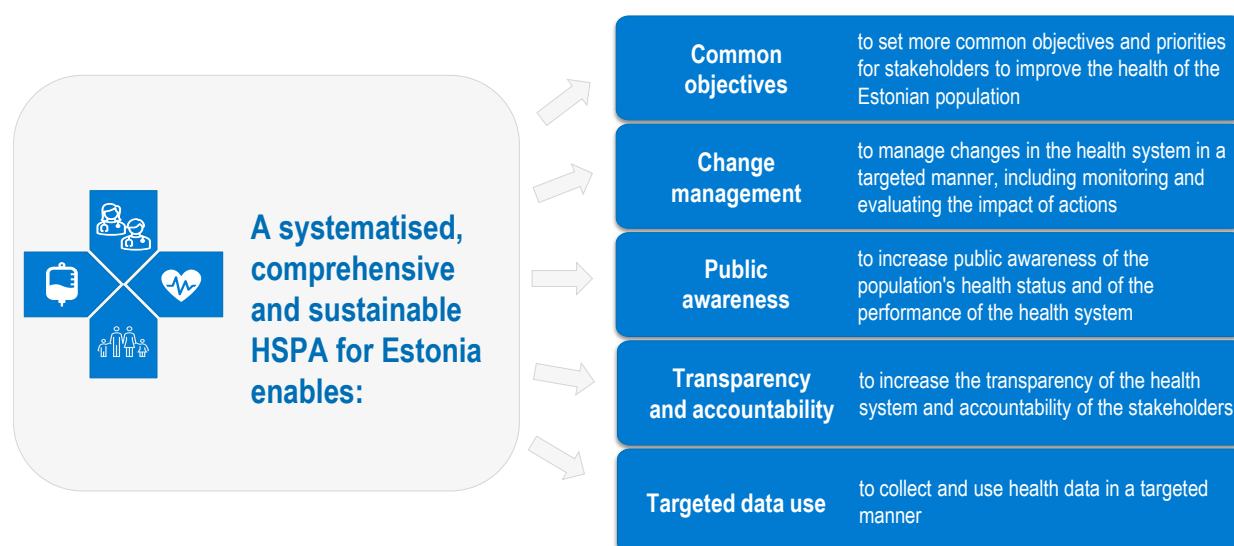 A systematised,
comprehensive
and sustainable
HSPA for Estonia
enables:
Common
objectives
to set more common objectives and priorities
for stakeholders to improve the health of the
Estonian population
Change
management
to manage changes in the health system in a
targeted manner, including monitoring and
evaluating the impact of actions
Public
awareness
to increase public awareness of the
population's health status and of the
performance of the health system
Transparency
and accountability
to increase the transparency of the health
system and accountability of the stakeholders
Targeted data use
to collect and use health data in a targeted
manner